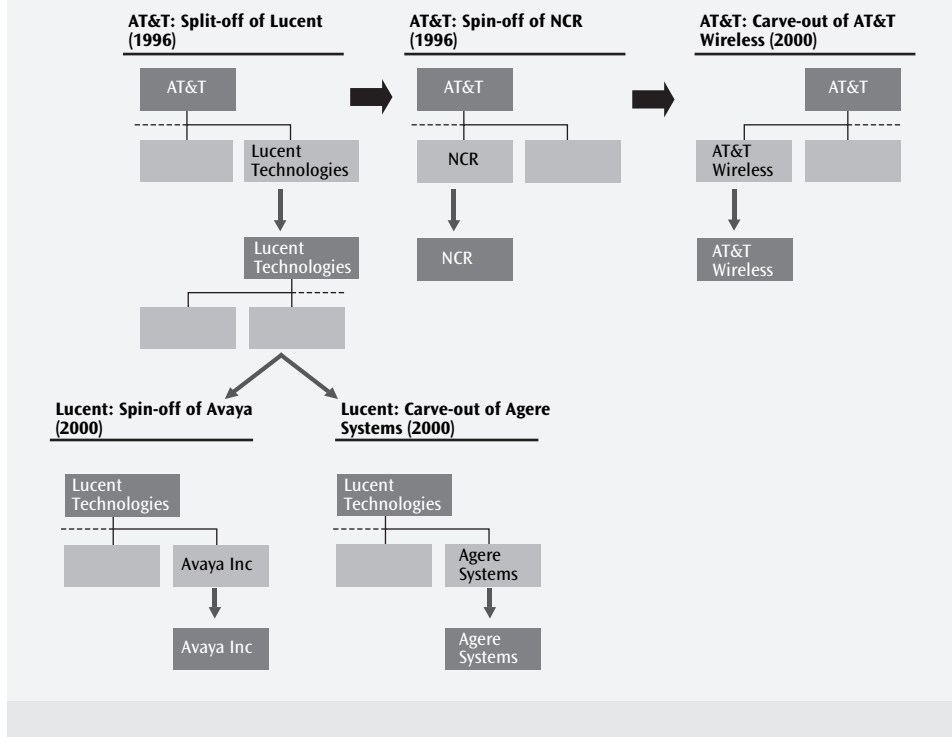 AT&T: Split-off of Lucent
(1996)
AT&T: Spin-off of NCR
(1996)
AT&T: Carve-out of AT&T
Wireless (2000)
AT&T
AT&T
AT&T
Lucent
Technologies
NCR
AT&T
Wireless
Lucent
Technologies
NCR
AT&T
Wireless
Lucent: Spin-off of Avaya
(2000)
Lucent: Carve-out of Agere
Systems (2000)
Lucent
Technologies
Lucent
Technologies
Avaya Inc
Agere
Systems
Avaya Inc
Agere
Systems